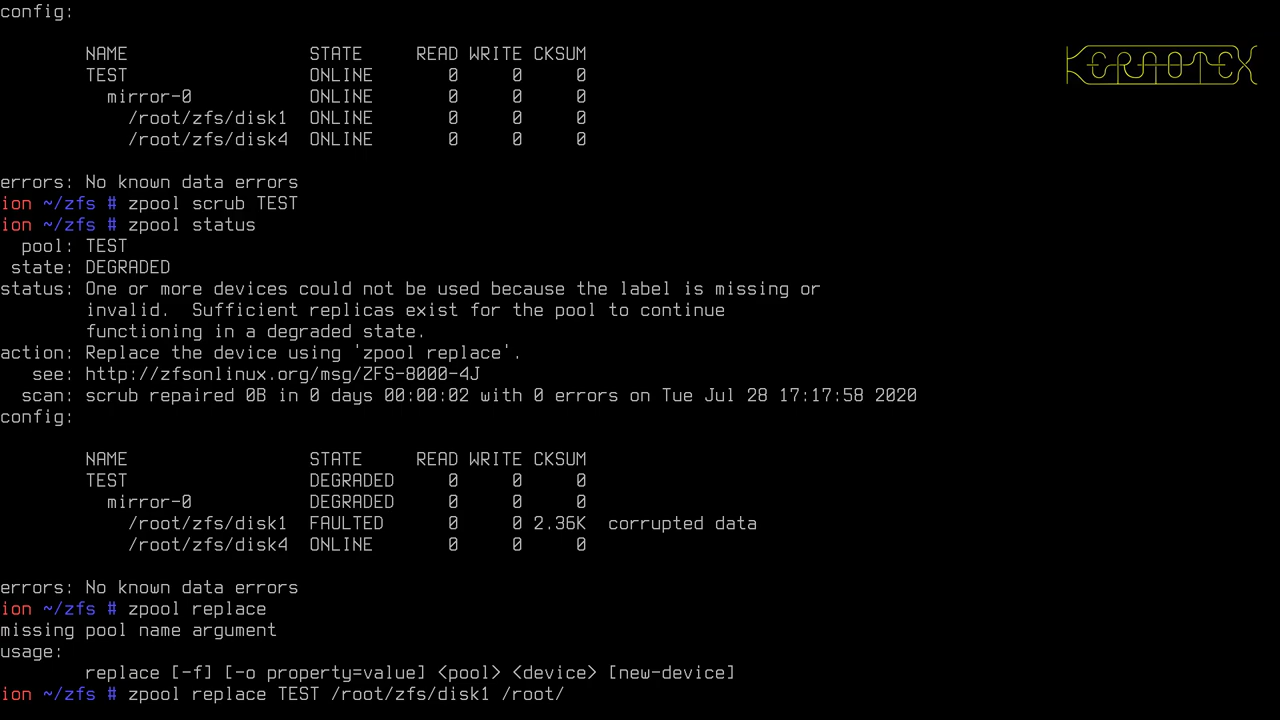 config:
NAME STATE READ WRITE CKSUM
TEST ONLINE 0 0 0
mirror-0 ONLINE 0 0 0
/root/zfs/disk1 ONLINE 0 0 0
/root/zfs/disk4 ONLINE 0 0 0
KERAOTEX
errors: No known data errors
ion ~/zfs # zpool scrub TEST
ion ~/zfs # zpool status
pool: TEST
state: DEGRADED
status: One or more devices could not be used because the label is missing or
invalid.  Sufficient replicas exist for the pool to continue
functioning in a degraded state.
action: Replace the device using 'zpool replace'.
see: http://zfsonlinux.org/msg/ZFS-8000-4J
scan: scrub repaired 0B in 0 days 00:00:02 with 0 errors on Tue Jul 28 17:17:58 2020
config:
NAME STATE READ WRITE CKSUM
TEST DEGRADED 0 0 0
mirror-0 DEGRADED 0 0 0
/root/zfs/disk1 FAULTED 0 0 2.36K corrupted data
/root/zfs/disk4 ONLINE 0 0 0
errors: No known data errors
ion ~/zfs # zpool replace
missing pool name argument
usage:
replace [-f] [-o property=value] <pool> <device> [new-device]
ion ~/zfs # zpool replace TEST /root/zfs/disk1 /root/